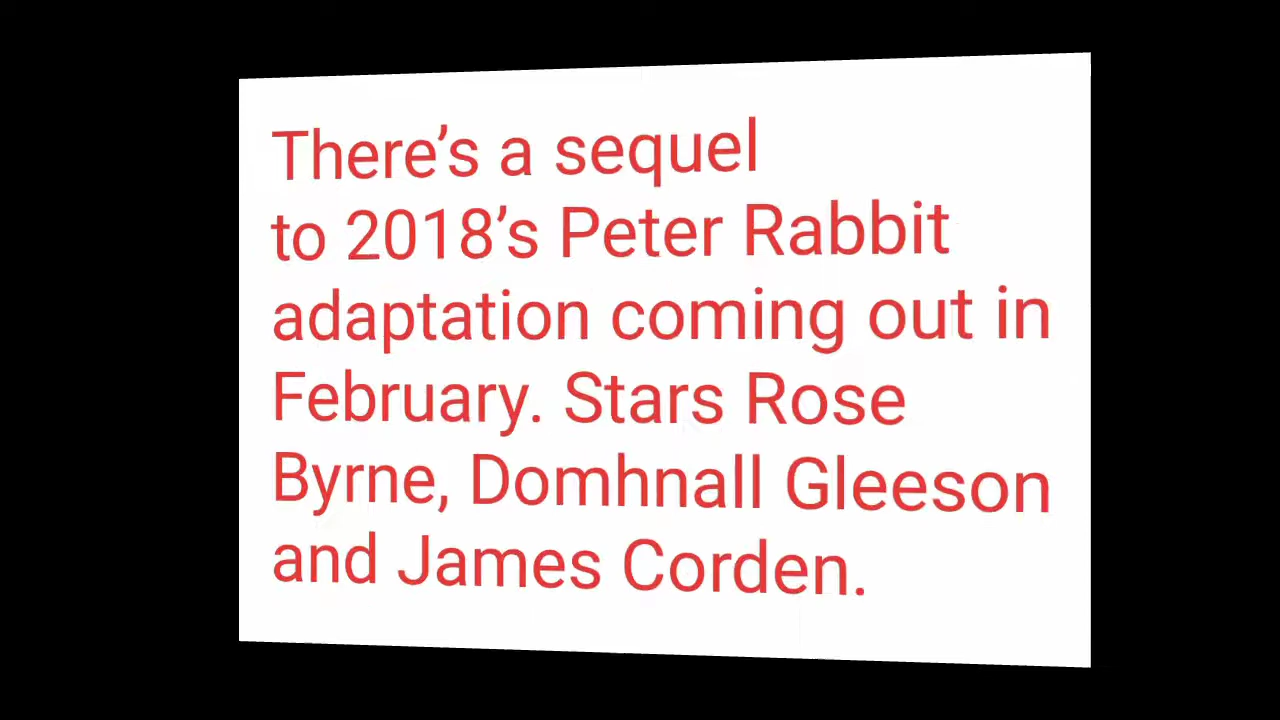 There’s a sequel
to 2018’s Peter Rabbit
adaptation coming out in
February. Stars Rose
Byrne, Domhnall Gleeson
and James Corden.